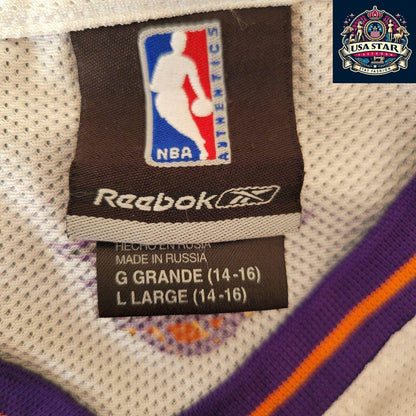 USA STAR
NBA
AUTHENTICS
Reebok
HECHO EN RUSIA
MADE IN RUSSIA
G GRANDE (14-16)
L LARGE (14-16)